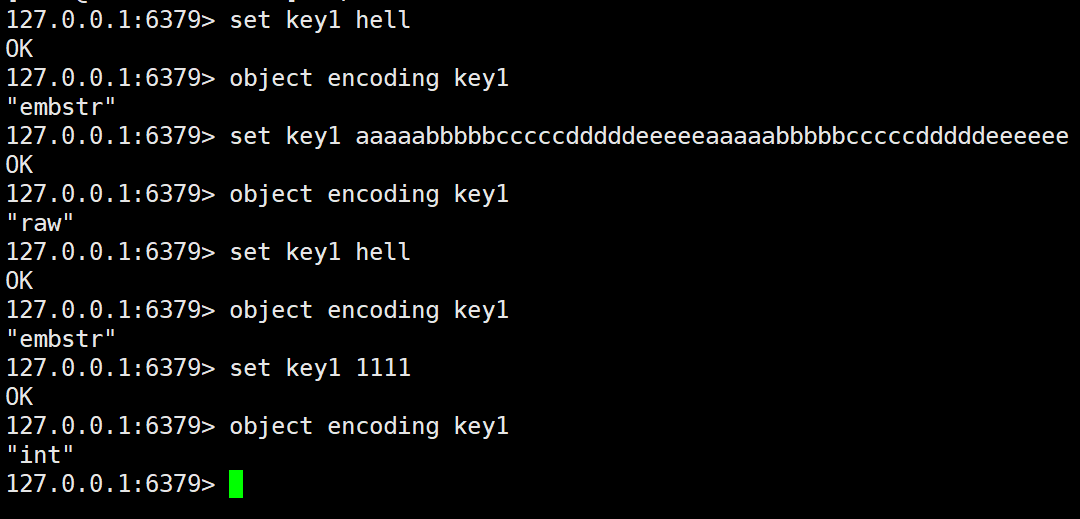 127.0.0.1:6379> set key1 hell
OK
127.0.0.1:6379> object encoding key1
"embstr"
127.0.0.1:6379> set key1 aaaaabbbbbcccccdddddeeeeeaaaaabbbbbcccccdddddeeeeee
OK
127.0.0.1:6379> object encoding key1
"raw"
127.0.0.1:6379> set key1 hell
OK
127.0.0.1:6379> object encoding key1
"embstr"
127.0.0.1:6379> set key1 1111
OK
127.0.0.1:6379> object encoding key1
"int"
127.0.0.1:6379>